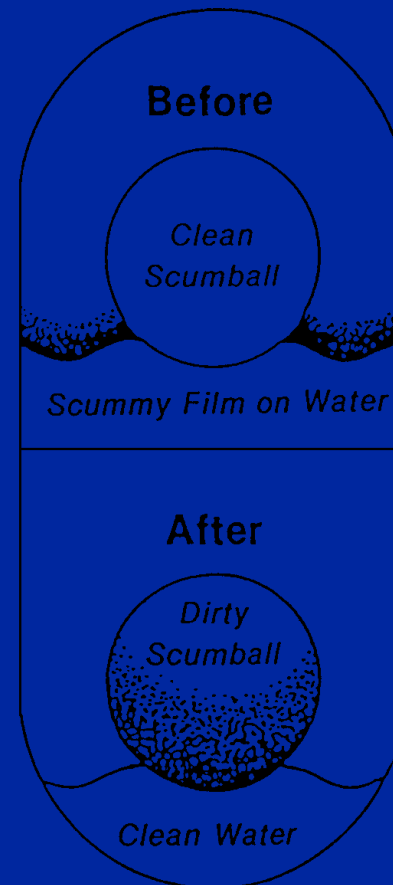 Before
Clean
Scumball
Scummy Film on Water
After
Dirty
Scumball
Clean Water